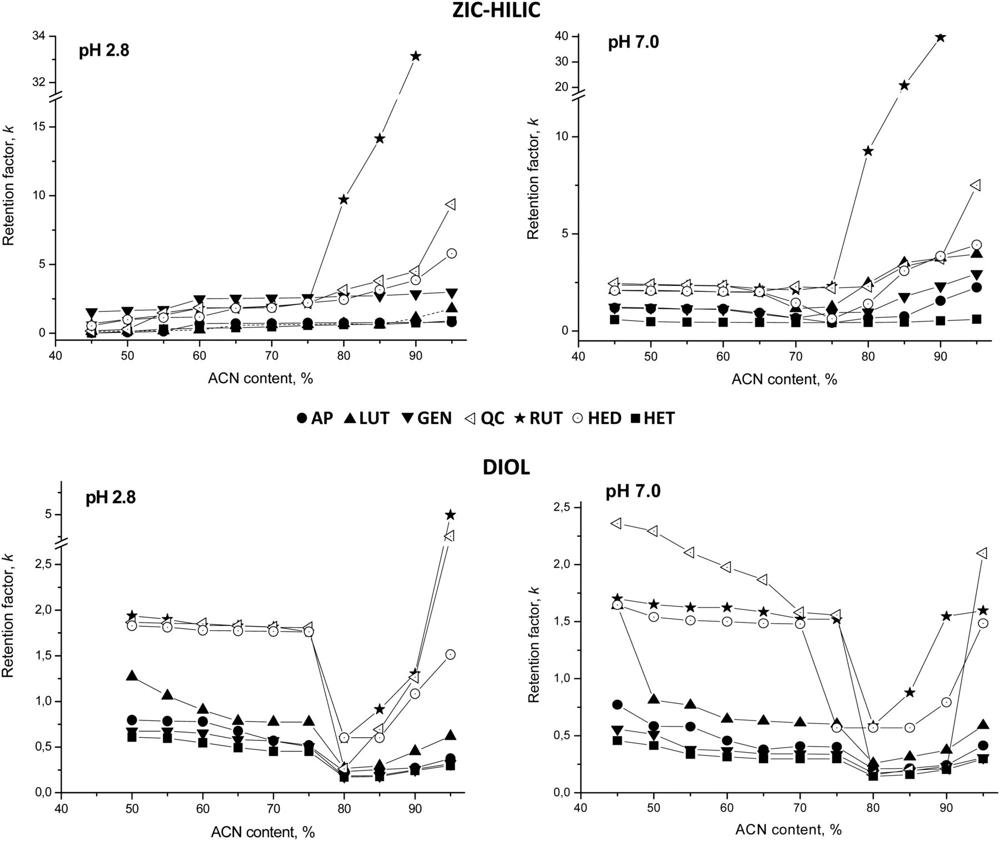 ZIC-HILIC
pH 2.8
34
32
15
10
5
0
Retention factor, k
40 50 60 70 80 90
ACN content, %
pH 7.0
40
30
20
10
5
0
Retention factor, k
40 50 60 70 80 90
ACN content, %
AP LUT GEN QC RUT HED HET
DIOL
pH 2.8
5
2,5
2,0
1,5
1,0
0,5
0,0
Retention factor, k
40 50 60 70 80 90
ACN content, %
pH 7.0
2,5
2,0
1,5
1,0
0,5
0,0
Retention factor, k
40 50 60 70 80 90
ACN content, %